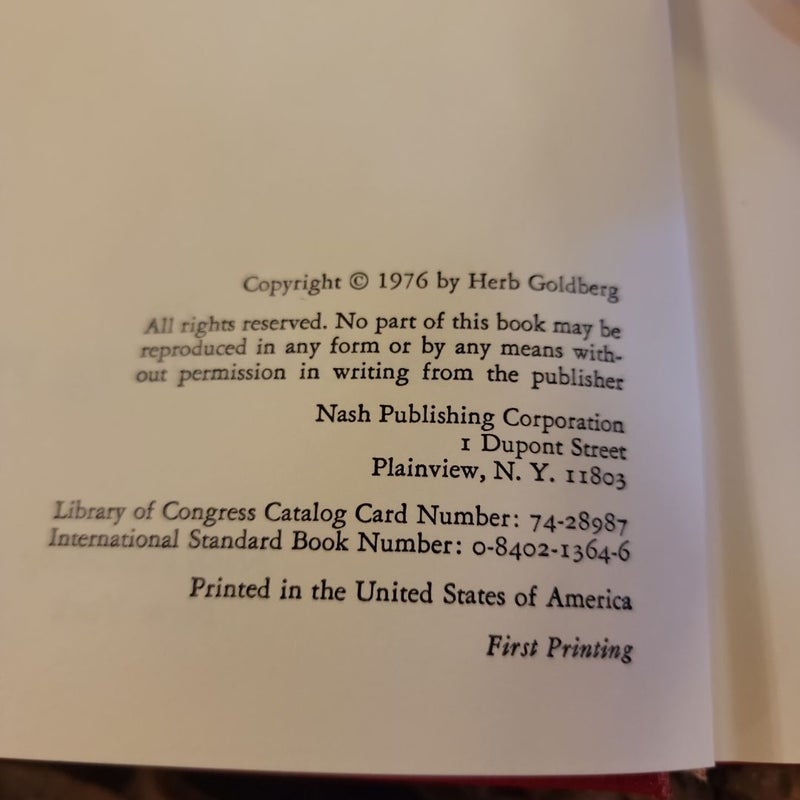 Copyright © 1976 by Herb Goldberg
All rights reserved. No part of this book may be
reproduced in any form or by any means with-
out permission in writing from the publisher
Nash Publishing Corporation
1 Dupont Street
Plainview, N. Y. 11803
Library of Congress Catalog Card Number: 74-28987
International Standard Book Number: 0-8402-1364-6
Printed in the United States of America
First Printing